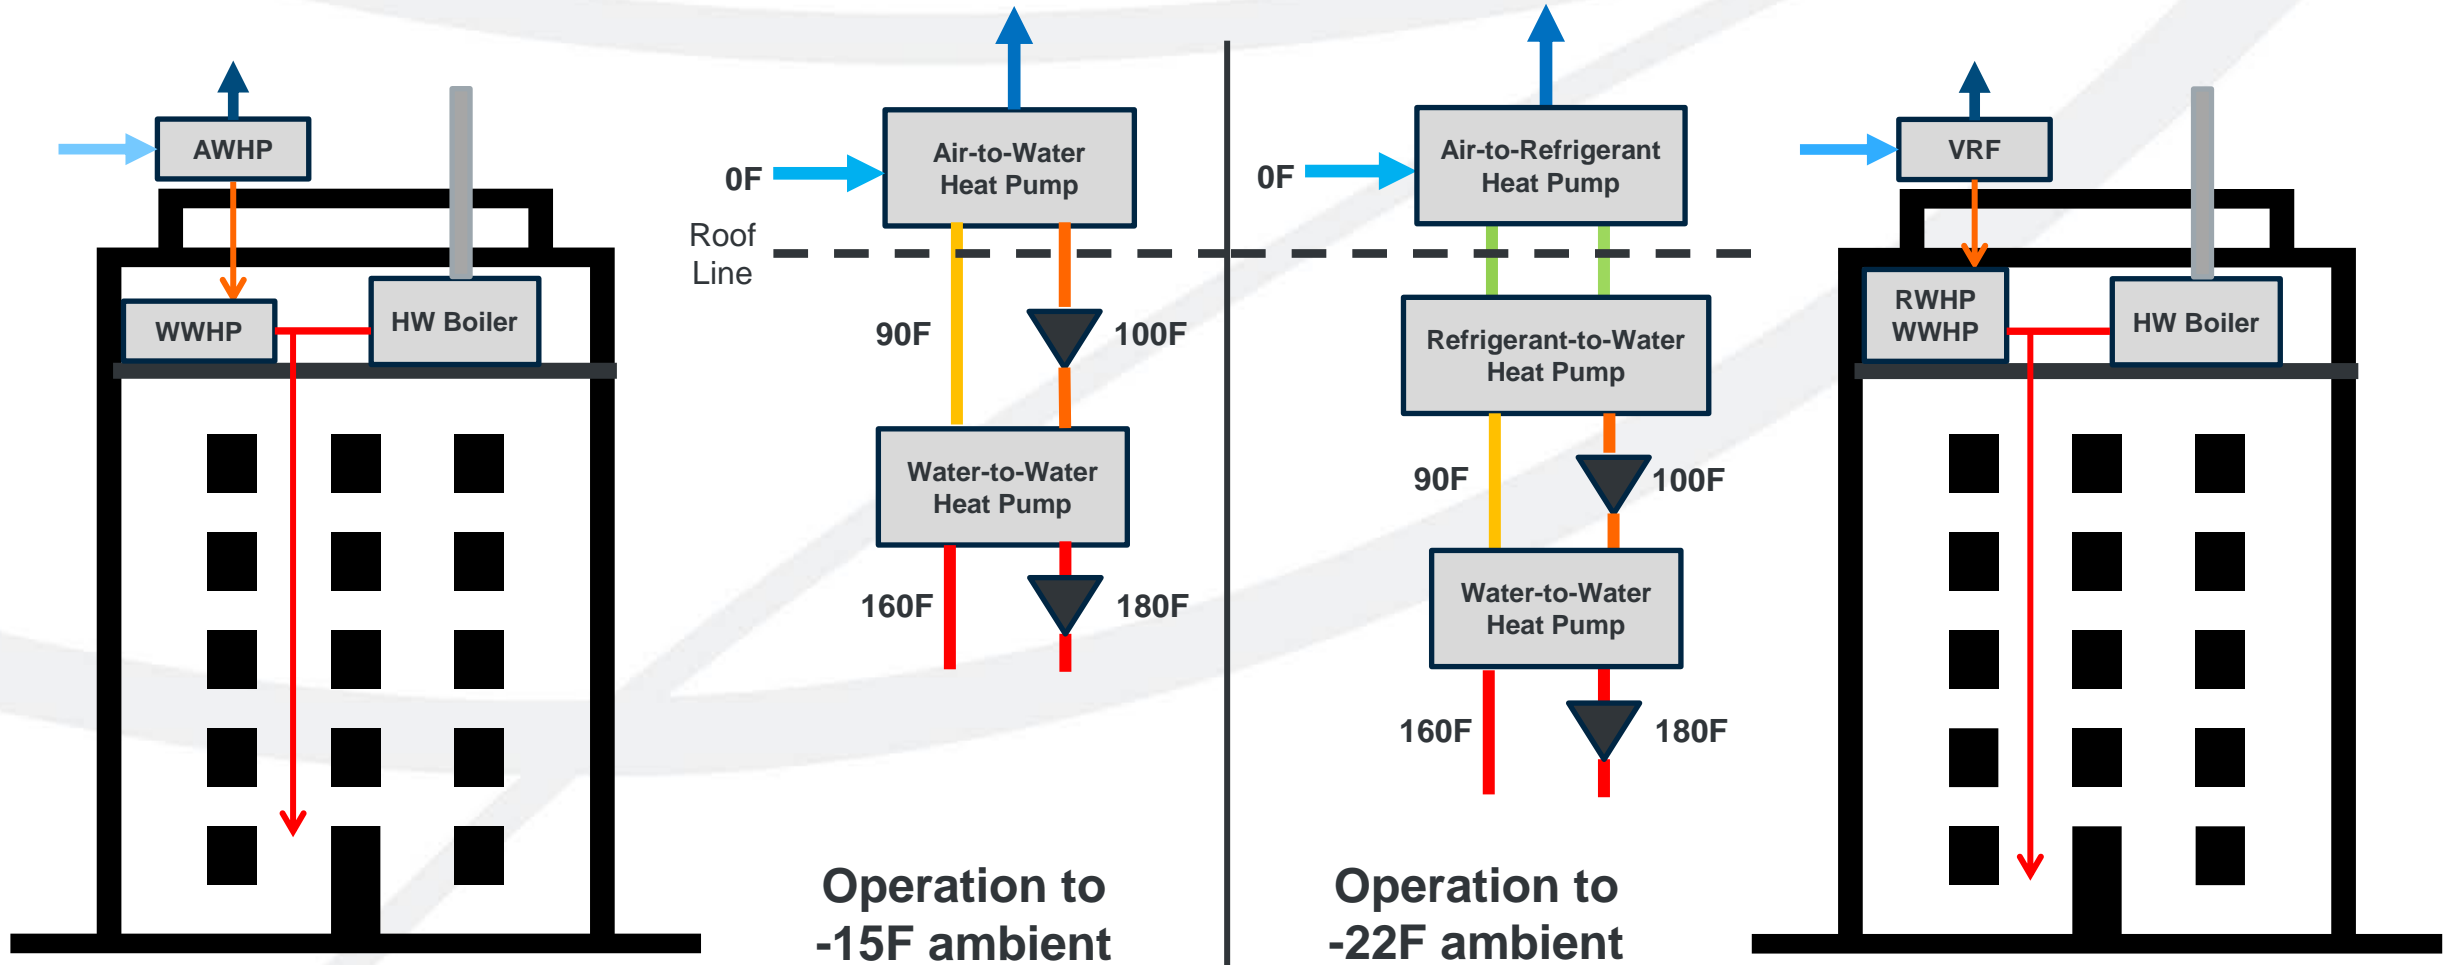 AWHP
WWHP
HW Boiler
0F
Air-to-Water
Heat Pump
Roof
Line
90F
100F
Water-to-Water
Heat Pump
160F
180F
Operation to
-15F ambient
0F
Air-to-Refrigerant
Heat Pump
Refrigerant-to-Water
Heat Pump
90F
100F
Water-to-Water
Heat Pump
160F
180F
Operation to
-22F ambient
VRF
RWHP
WWHP
HW Boiler